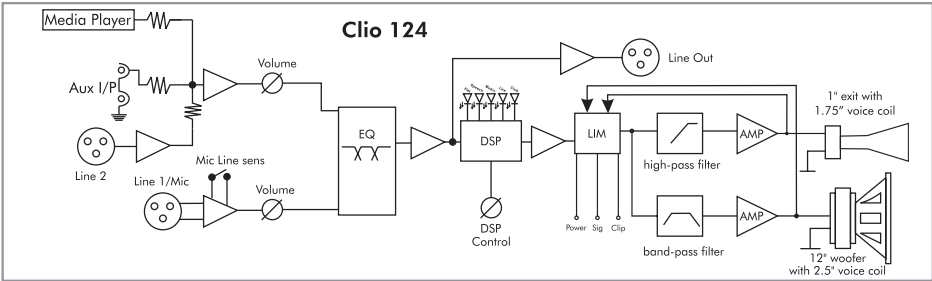 Clio 124
Media Player
Aux I/P
Volume
Line 2
Mic Line sens
Line 1/Mic
Volume
EQ
DSP
DSP
Control
Line Out
LIM
Power Sig Clip
high-pass filter
AMP
1" exit with
1.75” voice coil
band-pass filter
AMP
12" woofer
with 2.5" voice coil